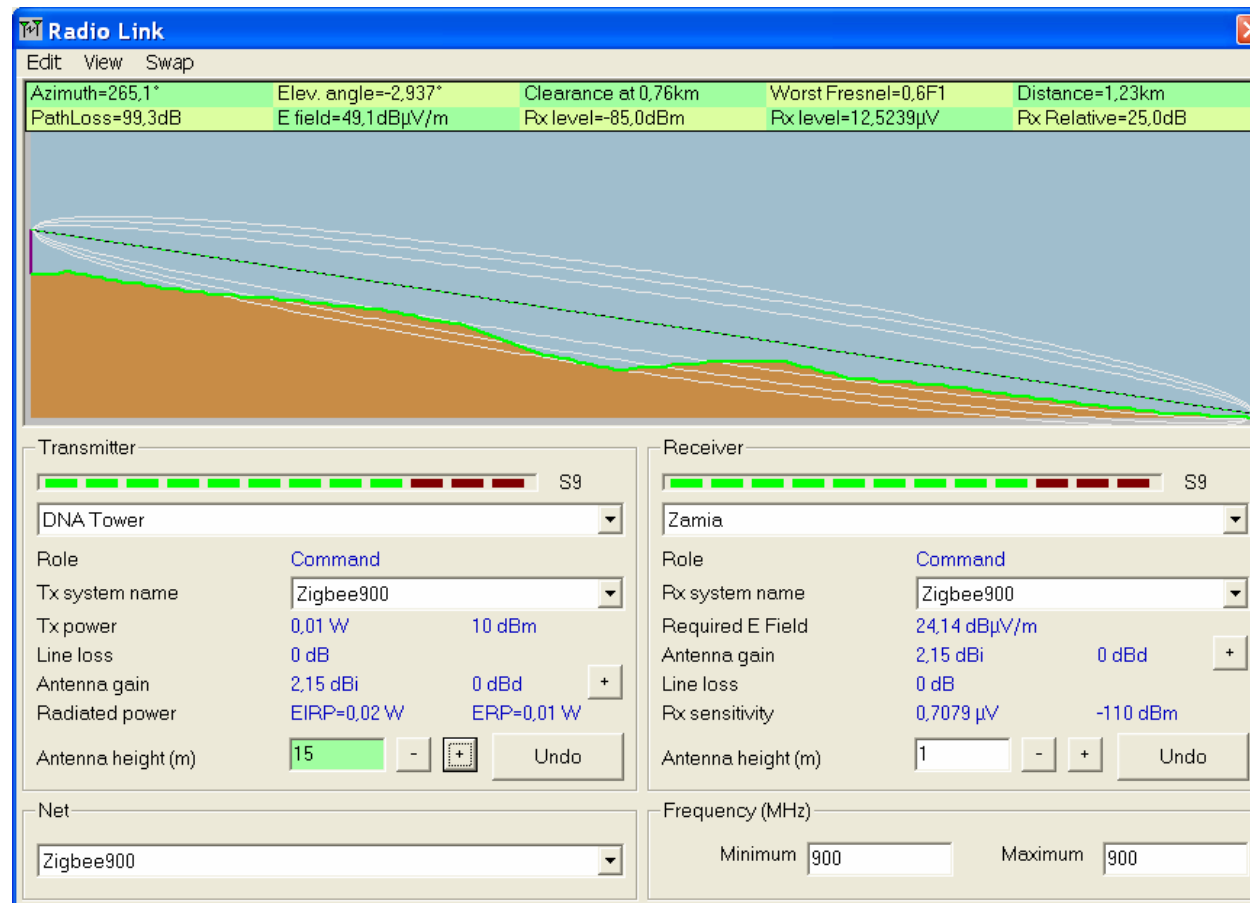 Radio Link
Edit View Swap
Azimuth=265,1° Elev. angle=-2,937° Clearance at 0,76km Worst Fresnel=0,6F1 Distance=1,23km
PathLoss=99,3dB E field=49,1dBµV/m Rx level=-85,0dBm Rx level=12,5239µV Rx Relative=25,0dB
Transmitter
S9
DNA Tower
Role Command
Tx system name Zigbee900
Tx power 0,01 W 10 dBm
Line loss 0 dB
Antenna gain 2,15 dBi 0 dBd +
Radiated power EIRP=0,02 W ERP=0,01 W
Antenna height (m) 15 - + Undo
Receiver
S9
Zamia
Role Command
Rx system name Zigbee900
Required E Field 24,14 dBµV/m
Antenna gain 2,15 dBi 0 dBd +
Line loss 0 dB
Rx sensitivity 0,7079 µV -110 dBm
Antenna height (m) 1 - + Undo
Net
Zigbee900
Frequency (MHz)
Minimum 900 Maximum 900